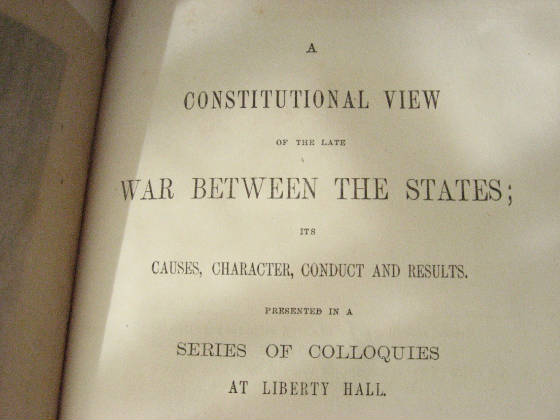 A
CONSTITUTIONAL VIEW
OF THE LATE
WAR BETWEEN THE STATES;
ITS
CAUSES, CHARACTER, CONDUCT AND RESULTS.
PRESENTED IN A
SERIES OF COLLOQUIES
AT LIBERTY HALL.